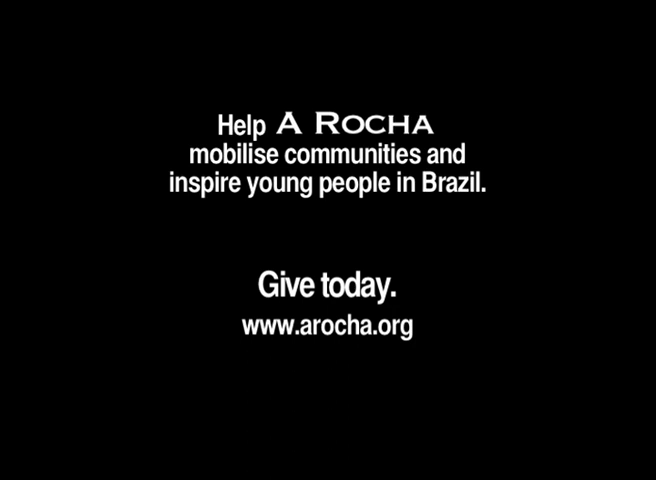 Help A ROCHA
mobilise communities and
inspire young people in Brazil.
Give today.
www.arocha.org